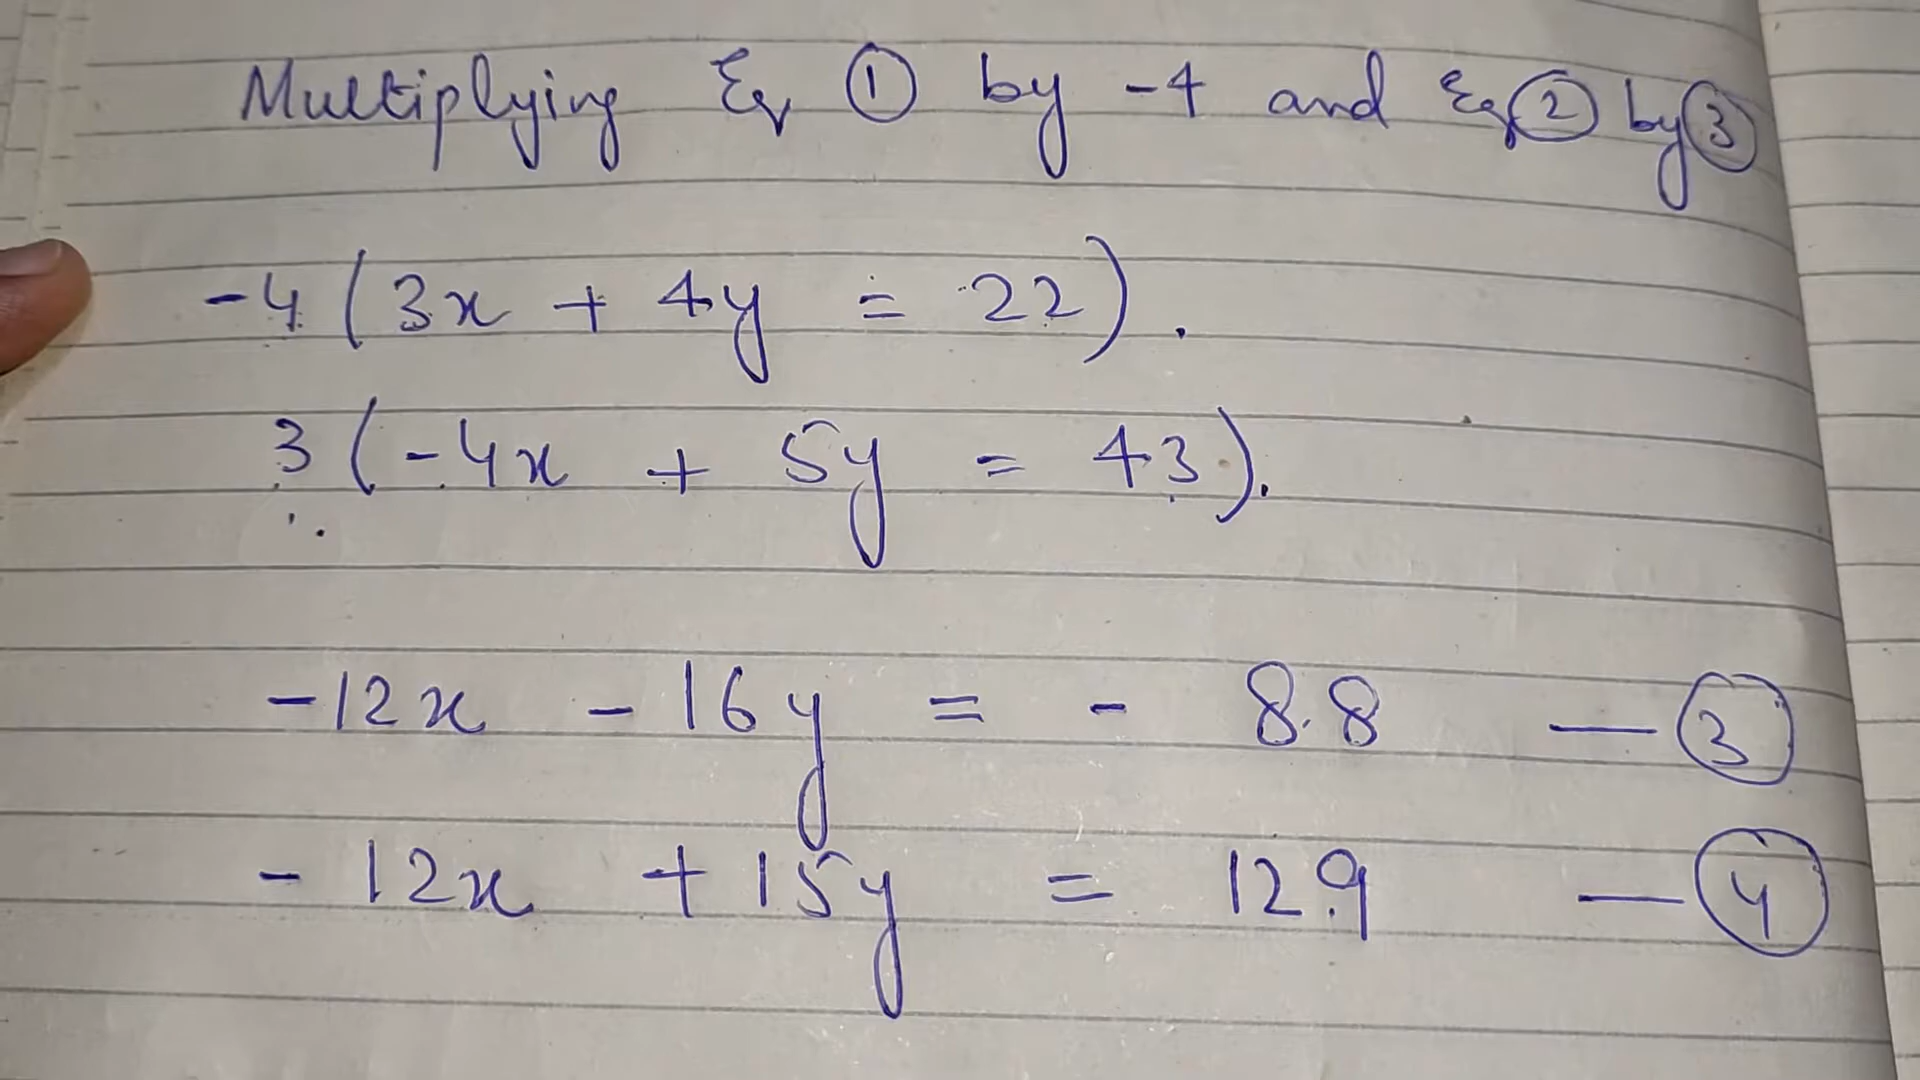 Multiplying Eq ① by -4 and Eq ② by ③
-4 (3x + 4y = 22).
3 (-4x + 5y = 43).
-12x - 16y = - 88 — ③
- 12x + 15y = 129 — ④